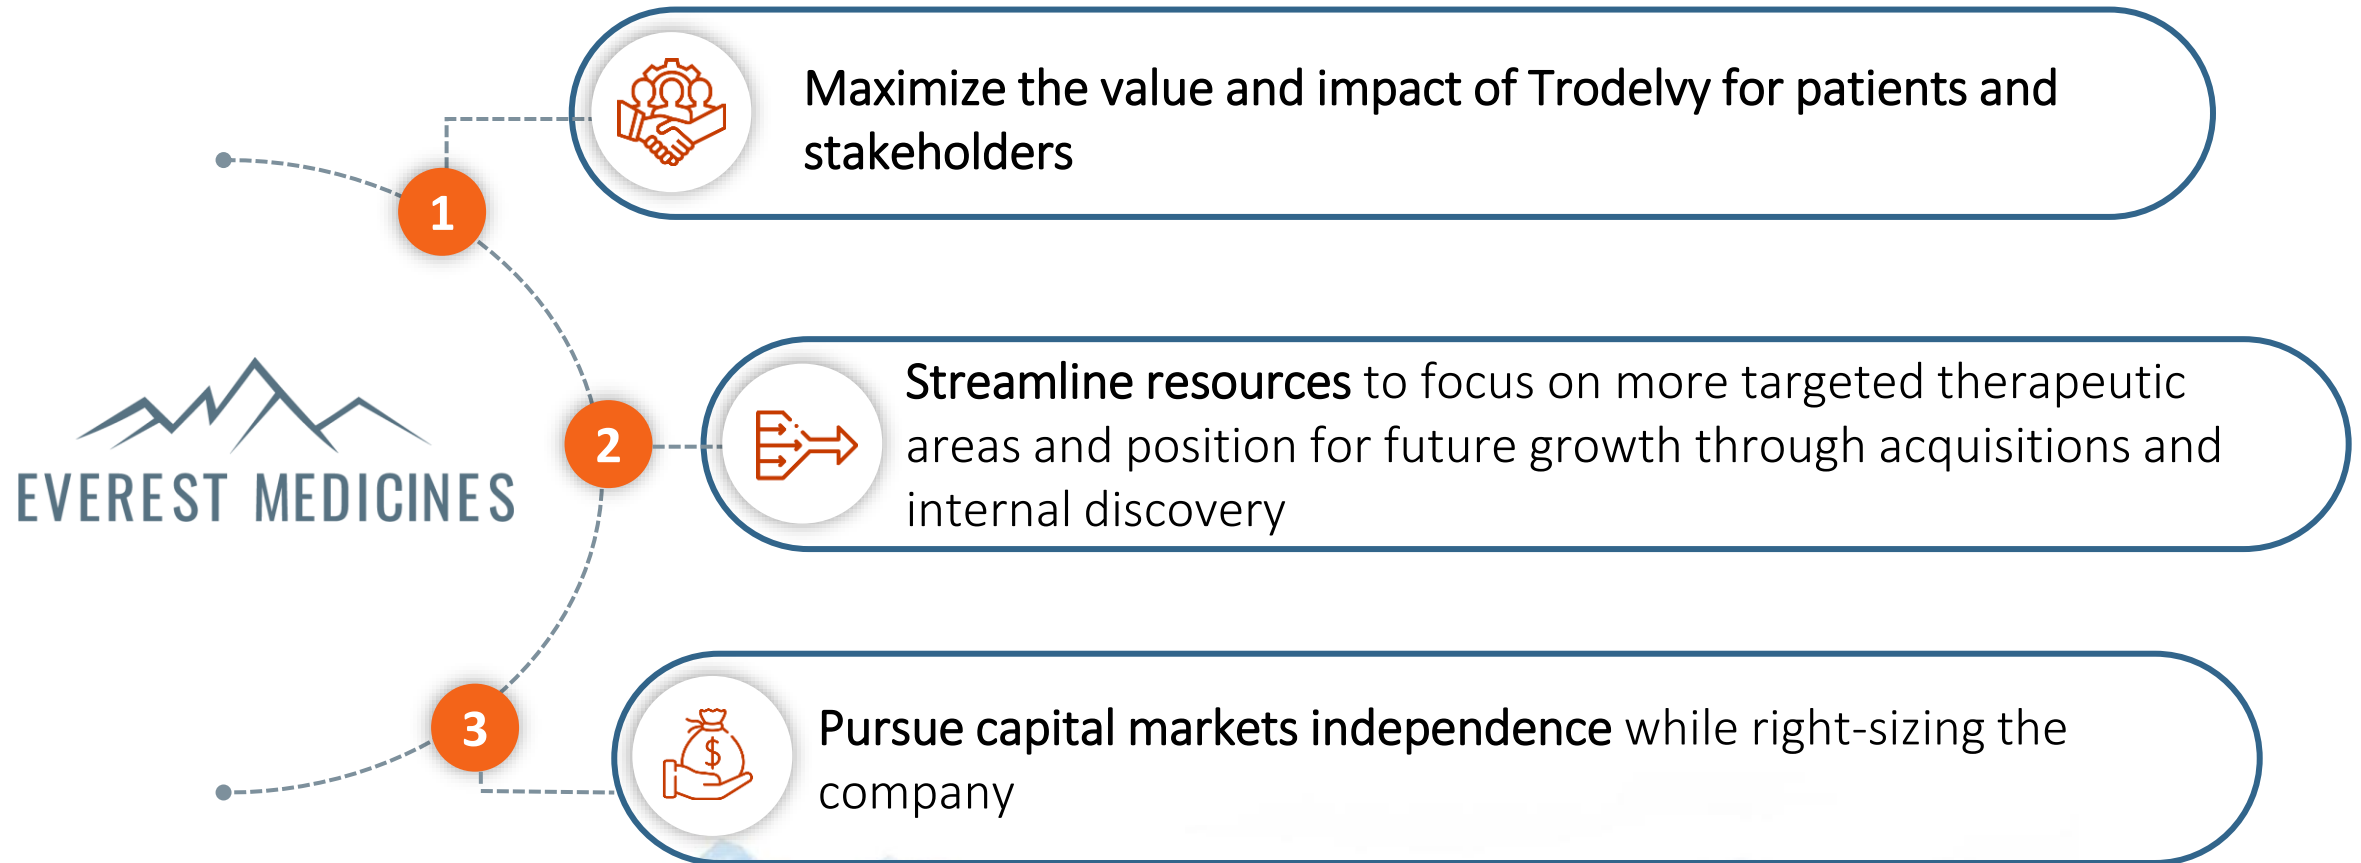 1
Maximize the value and impact of Trodelvy for patients and
stakeholders
EVEREST MEDICINES
2
Streamline resources to focus on more targeted therapeutic
areas and position for future growth through acquisitions and
internal discovery
3
$
Pursue capital markets independence while right-sizing the
company